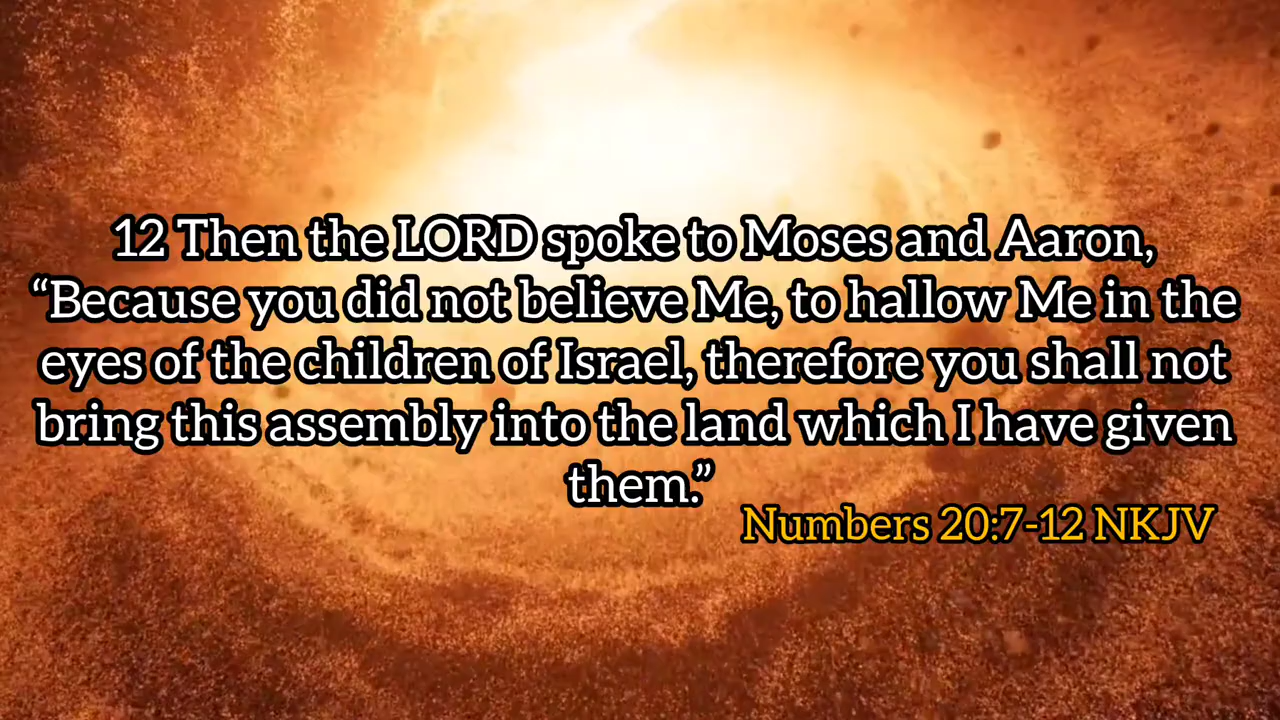 12 Then the LORD spoke to Moses and Aaron,
“Because you did not believe Me, to hallow Me in the
eyes of the children of Israel, therefore you shall not
bring this assembly into the land which I have given
them.”
Numbers 20:7-12 NKJV